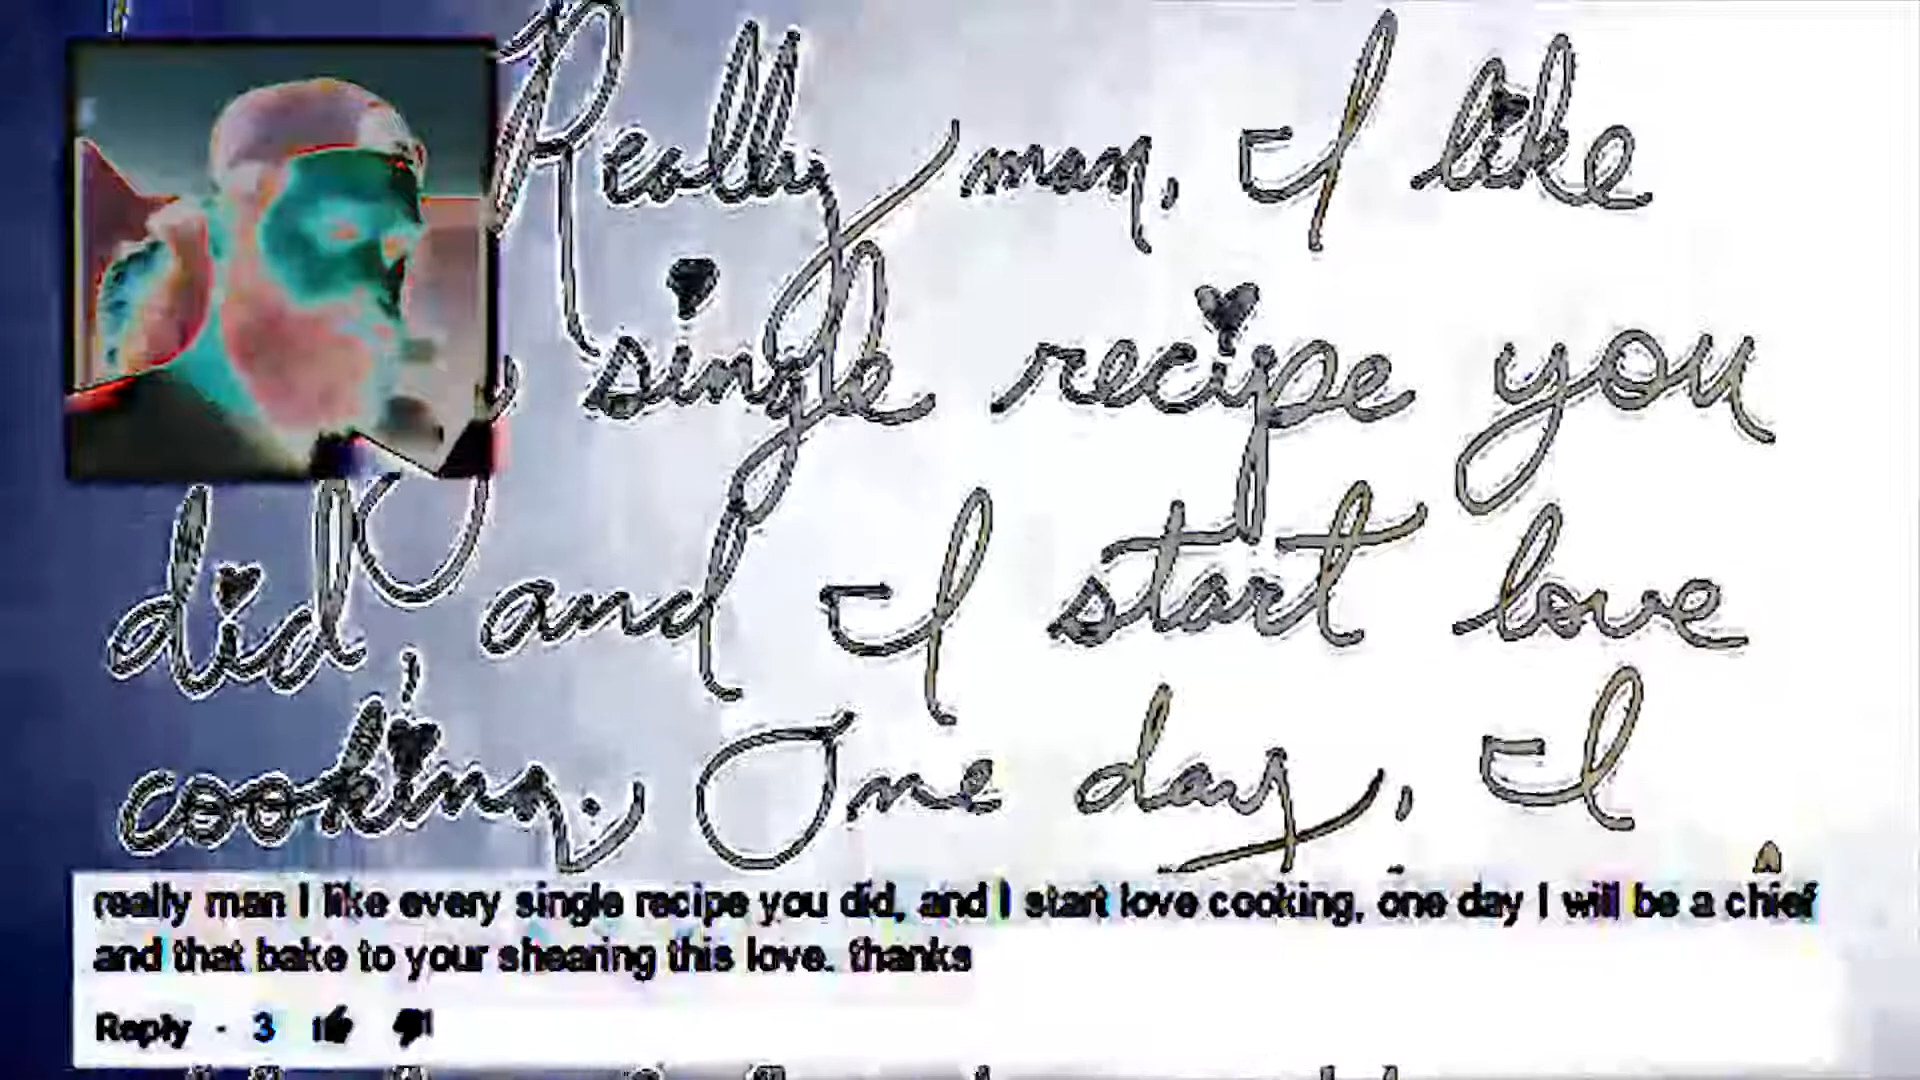 Really man, I like
single recipe you
did, and I start love
cooking. One day, I
really man I like every single recipe you did, and I start love cooking, one day I will be a chief
and that bake to your shearing this love. thanks
Reply · 3